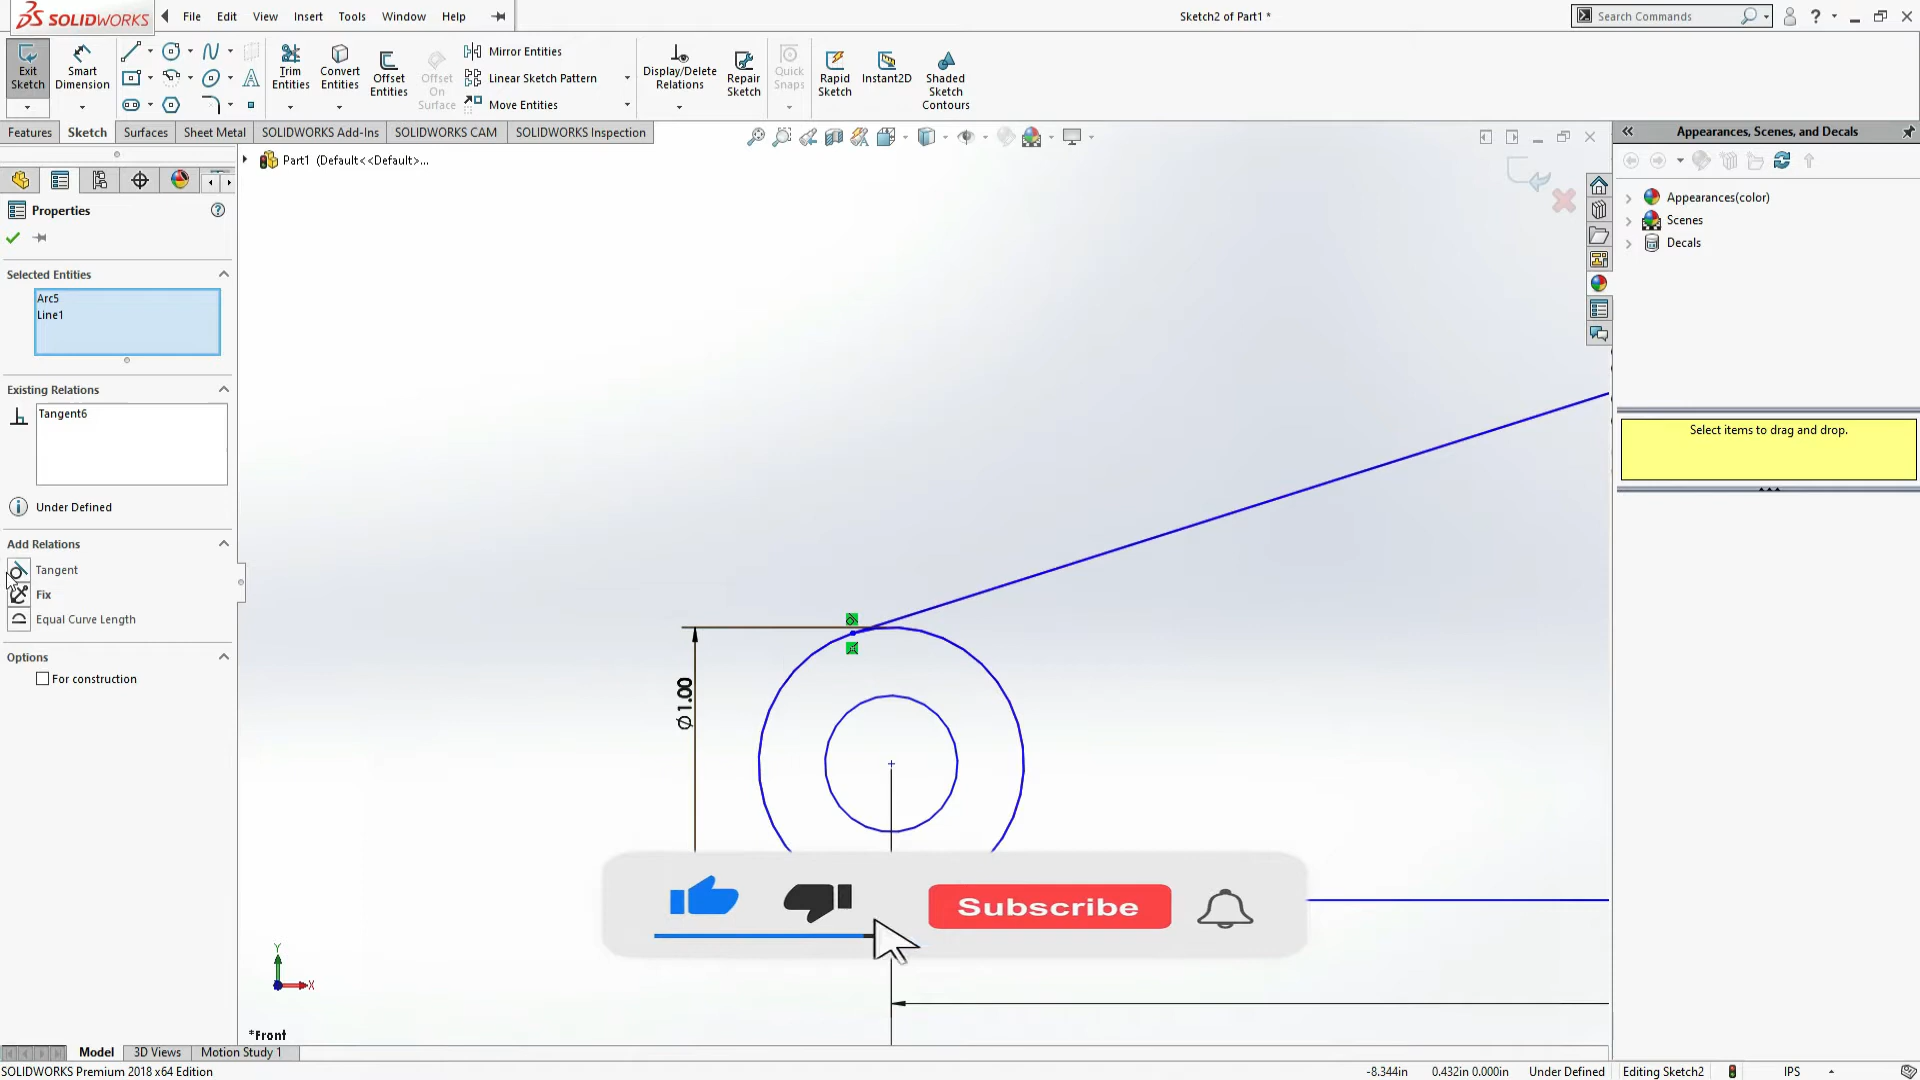 SOLIDWORKS File Edit View Insert Tools Window Help Sketch2 of Part1 * Search Commands
Exit Sketch
Smart Dimension
Trim Entities
Convert Entities
Offset Entities
Offset On Surface
Mirror Entities
Linear Sketch Pattern
Move Entities
Display/Delete Relations
Repair Sketch
Quick Snaps
Rapid Sketch
Instant2D
Shaded Sketch Contours
Features Sketch Surfaces Sheet Metal SOLIDWORKS Add-Ins SOLIDWORKS CAM SOLIDWORKS Inspection
Part1 (Default<<Default>...
Properties
Selected Entities
Arc5
Line1
Existing Relations
Tangent6
Under Defined
Add Relations
Tangent
Fix
Equal Curve Length
Options
For construction
Ø1.00
Subscribe
Y
X
*Front
Appearances, Scenes, and Decals
Appearances(color)
Scenes
Decals
Select items to drag and drop.
Model 3D Views Motion Study 1
SOLIDWORKS Premium 2018 x64 Edition -8.344in 0.432in 0.000in Under Defined Editing Sketch2 IPS